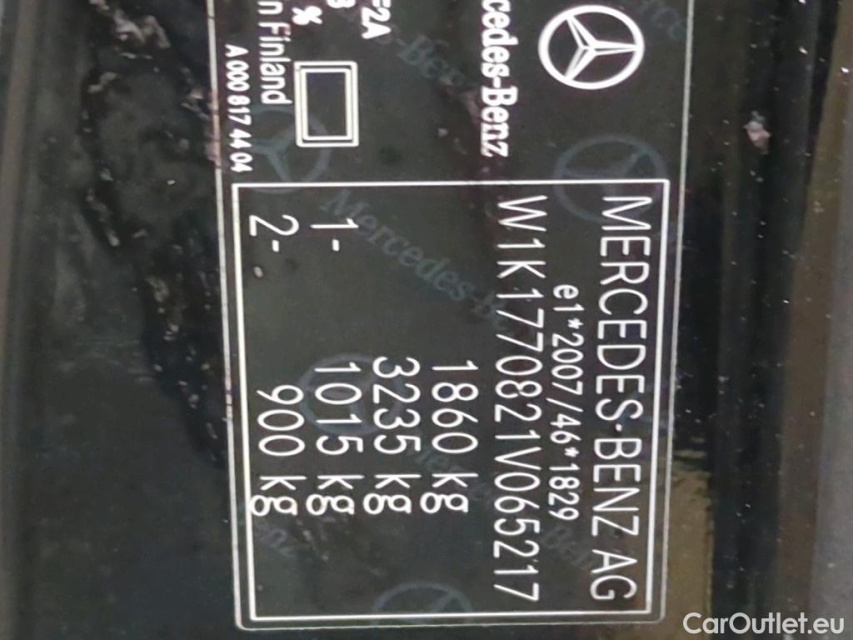 MERCEDES-BENZ AG
e1*2007/46*1829
W1K1770821V065217
1860 kg
3235 kg
1- 1015 kg
2- 900 kg
Mercedes-Benz
Finland
A 000 817 44 04
CarOutlet.eu